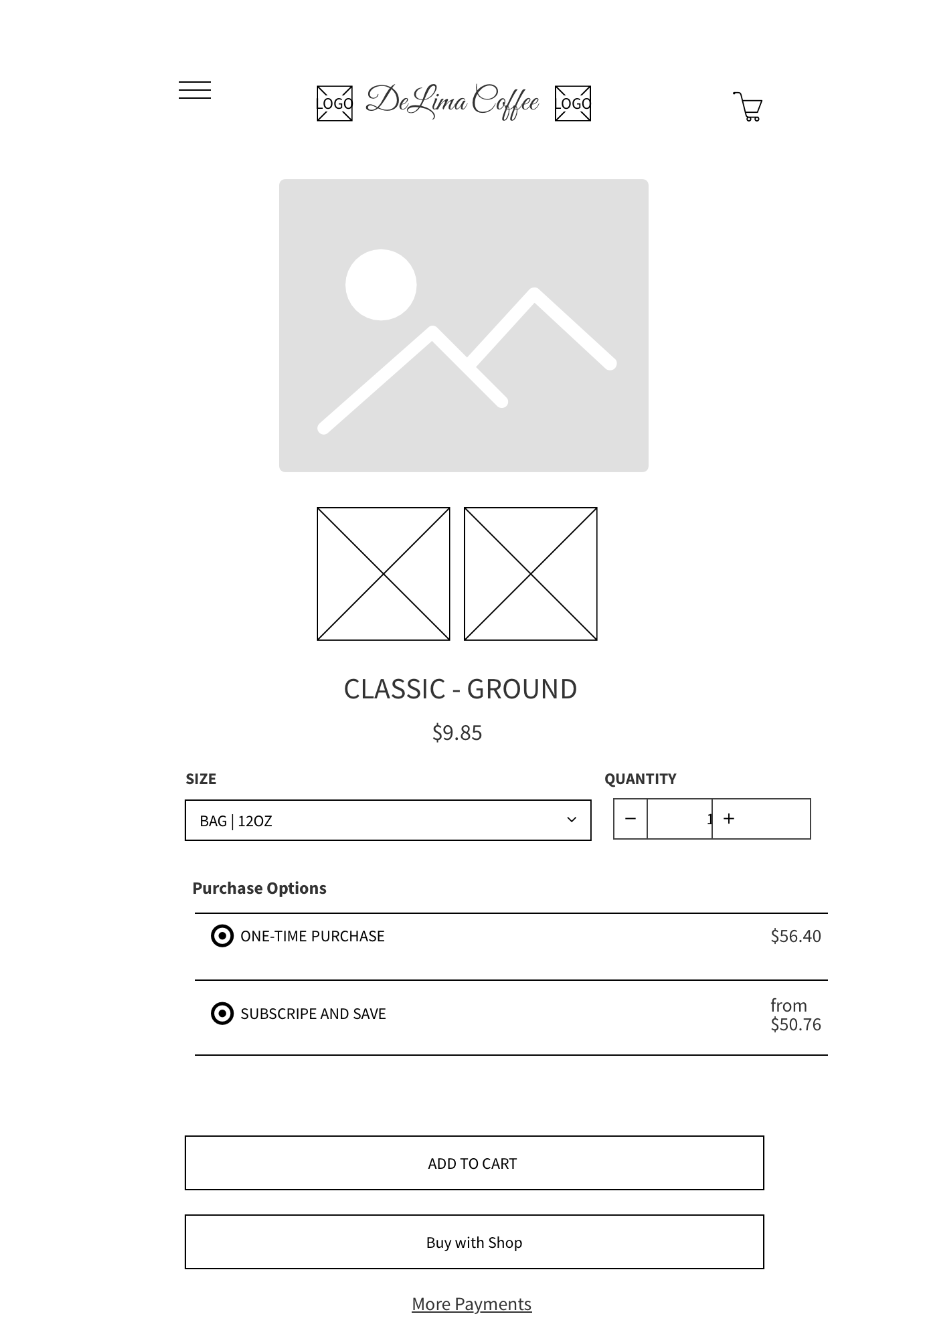 LOGO DeLima Coffee LOGO
CLASSIC - GROUND
$9.85
SIZE QUANTITY
BAG | 12OZ − 1 +
Purchase Options
ONE-TIME PURCHASE $56.40
SUBSCRIPE AND SAVE from
$50.76
ADD TO CART
Buy with Shop
More Payments